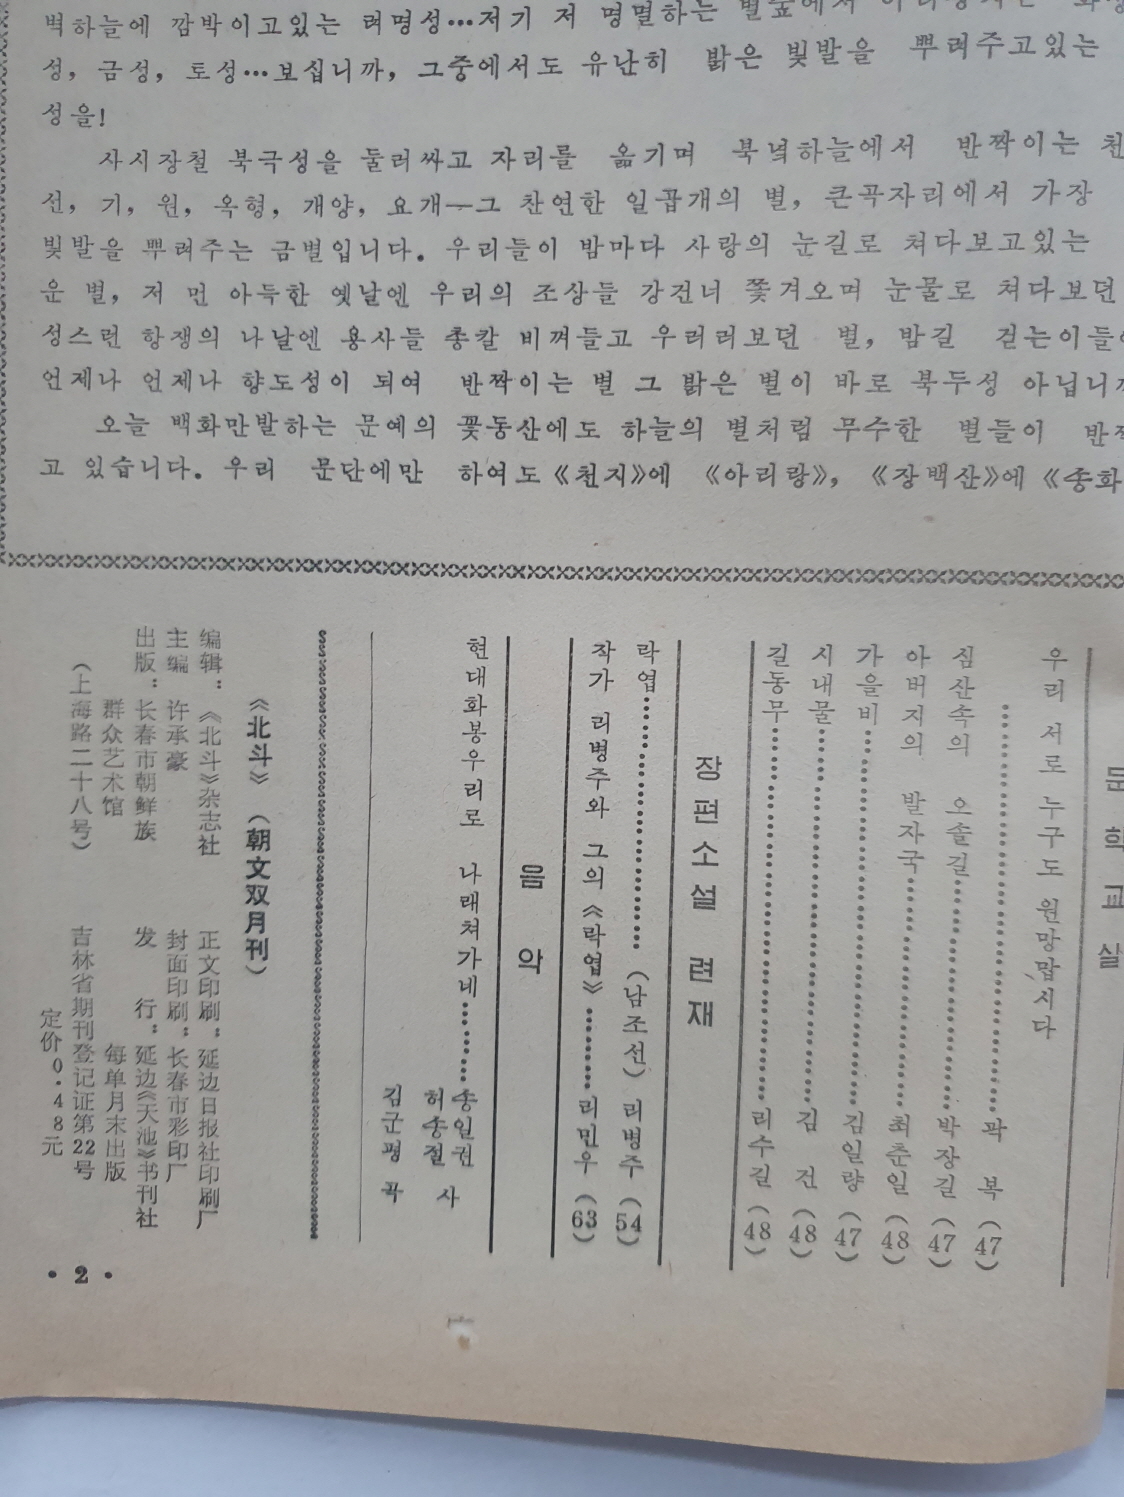 벽하늘에 깜박이고있는 려명성…저기 저 명멸하는 별숲에서
성, 금성, 토성…보십니까, 그중에서도 유난히 밝은 빛발을 뿌려주고있는
성을!
사시장철 북극성을 둘러싸고 자리를 옮기며 북녘하늘에서 반짝이는 천
선, 기, 원, 옥형, 개양, 요개—그 찬연한 일곱개의 별, 큰곰자리에서 가장
빛발을 뿌려주는 금별입니다. 우리들이 밤마다 사랑의 눈길로 쳐다보고있는
운 별, 저 먼 아득한 옛날엔 우리의 조상들 강건너 쫓겨오며 눈물로 쳐다보던
성스런 항쟁의 나날엔 용사들 총칼 비껴들고 우러러보던 별, 밤길 걷는이들
언제나 언제나 향도성이 되여 반짝이는 별 그 밝은 별이 바로 북두성 아닙니까
오늘 백화만발하는 문예의 꽃동산에도 하늘의 별처럼 무수한 별들이 반짝
고 있습니다. 우리 문단에만 하여도 《천지》에 《아리랑》, 《장백산》에 《송화
문 학 교 실
우리 서로 누구도 원망맙시다
……………곽 복 (47)
심산속의 오솔길……………박장길 (47)
아버지의 발자국……………최춘일 (48)
가을비……………김일량 (47)
시내물……………김 건 (48)
길동무……………리수길 (48)
장편소설 련재
락엽……………(남조선) 리병주 (54)
작가 리병주와 그의 《락엽》………리민우 (63)
음 악
현대화봉우리로 나래쳐가네………송일권
허송절 사
김군평 곡
《北斗》(朝文双月刊)
编辑：《北斗》杂志社
主编 许承豪
出版：长春市朝鲜族
群众艺术馆
(上海路二十八号)
正文印刷：延边日报社印刷厂
封面印刷：长春市彩印厂
发 行：延边《天池》书刊社
每单月末出版
吉林省期刊登记证第22号
定价0.48元
• 2 •